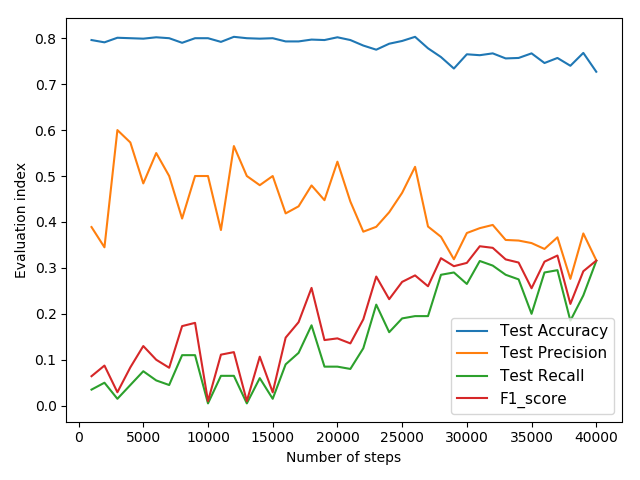 0.8
0.7
0.6
0.5
0.4
0.3
0.2
0.1
0.0
Evaluation index
Test Accuracy
Test Precision
Test Recall
F1_score
0 5000 10000 15000 20000 25000 30000 35000 40000
Number of steps